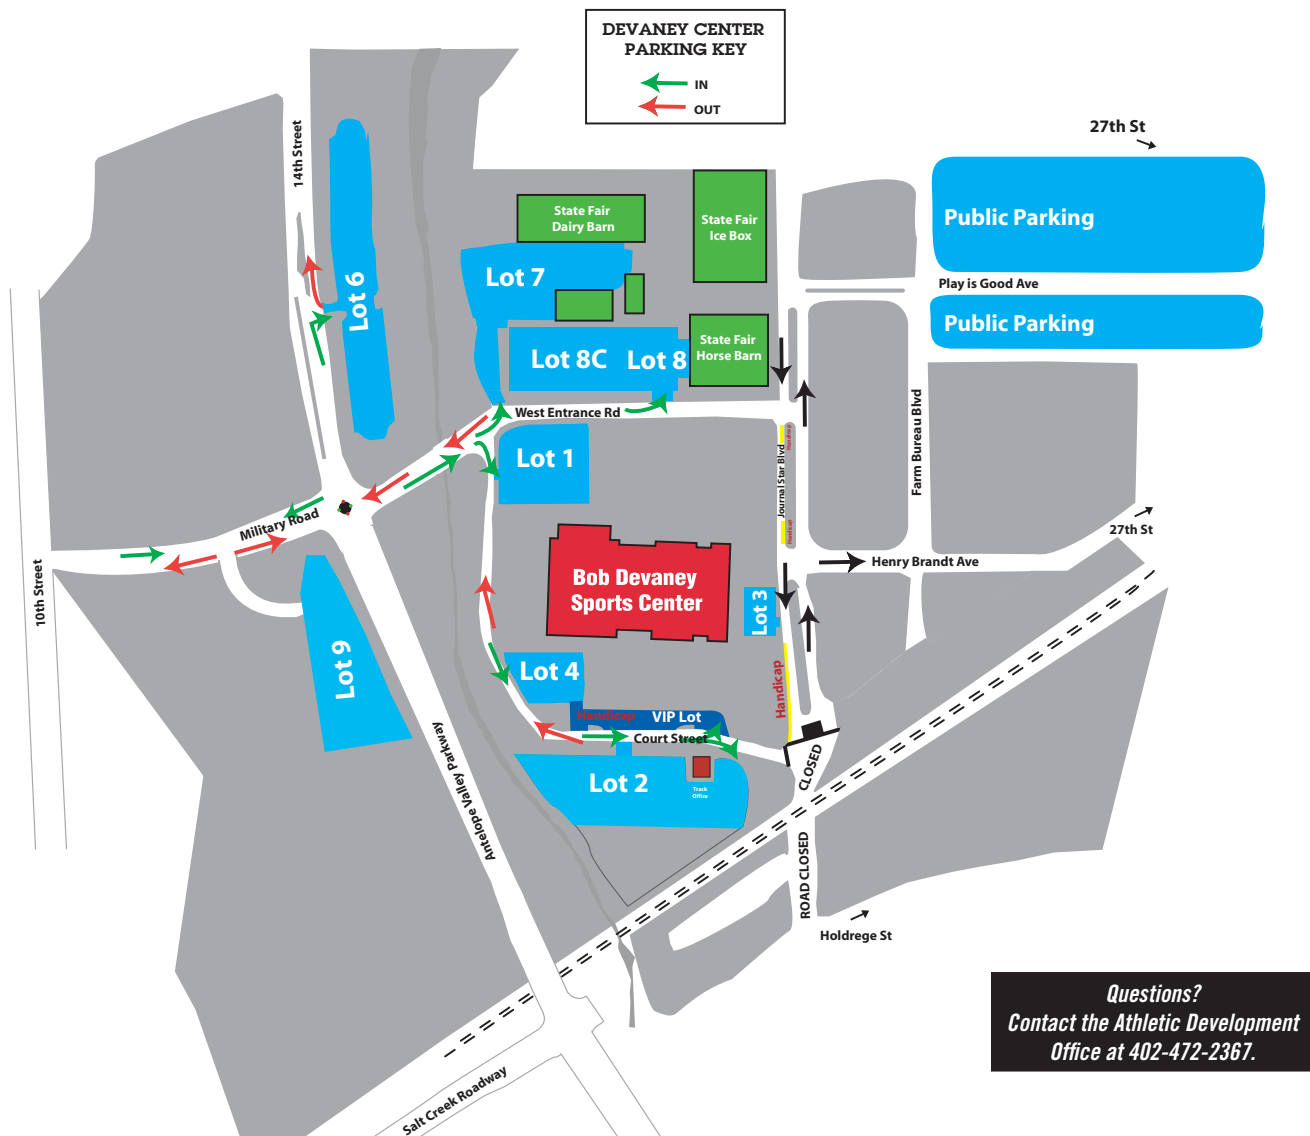 DEVANEY CENTER
PARKING KEY
IN
OUT
27th St
14th Street
Public Parking
State Fair
Dairy Barn
State Fair
Ice Box
Lot 7
Play is Good Ave
Lot 6
Public Parking
State Fair
Horse Barn
Lot 8C
Lot 8
West Entrance Rd
Farm Bureau Blvd
Handicap
Lot 1
Journal Star Blvd
Military Road
Handicap
27th St
Henry Brandt Ave
10th Street
Bob Devaney
Sports Center
Lot 3
Lot 9
Lot 4
Handicap
Handicap
VIP Lot
Court Street
Antelope Valley Parkway
CLOSED
Lot 2
Track
Office
ROAD CLOSED
Holdrege St
Questions?
Contact the Athletic Development
Office at 402-472-2367.
Salt Creek Roadway